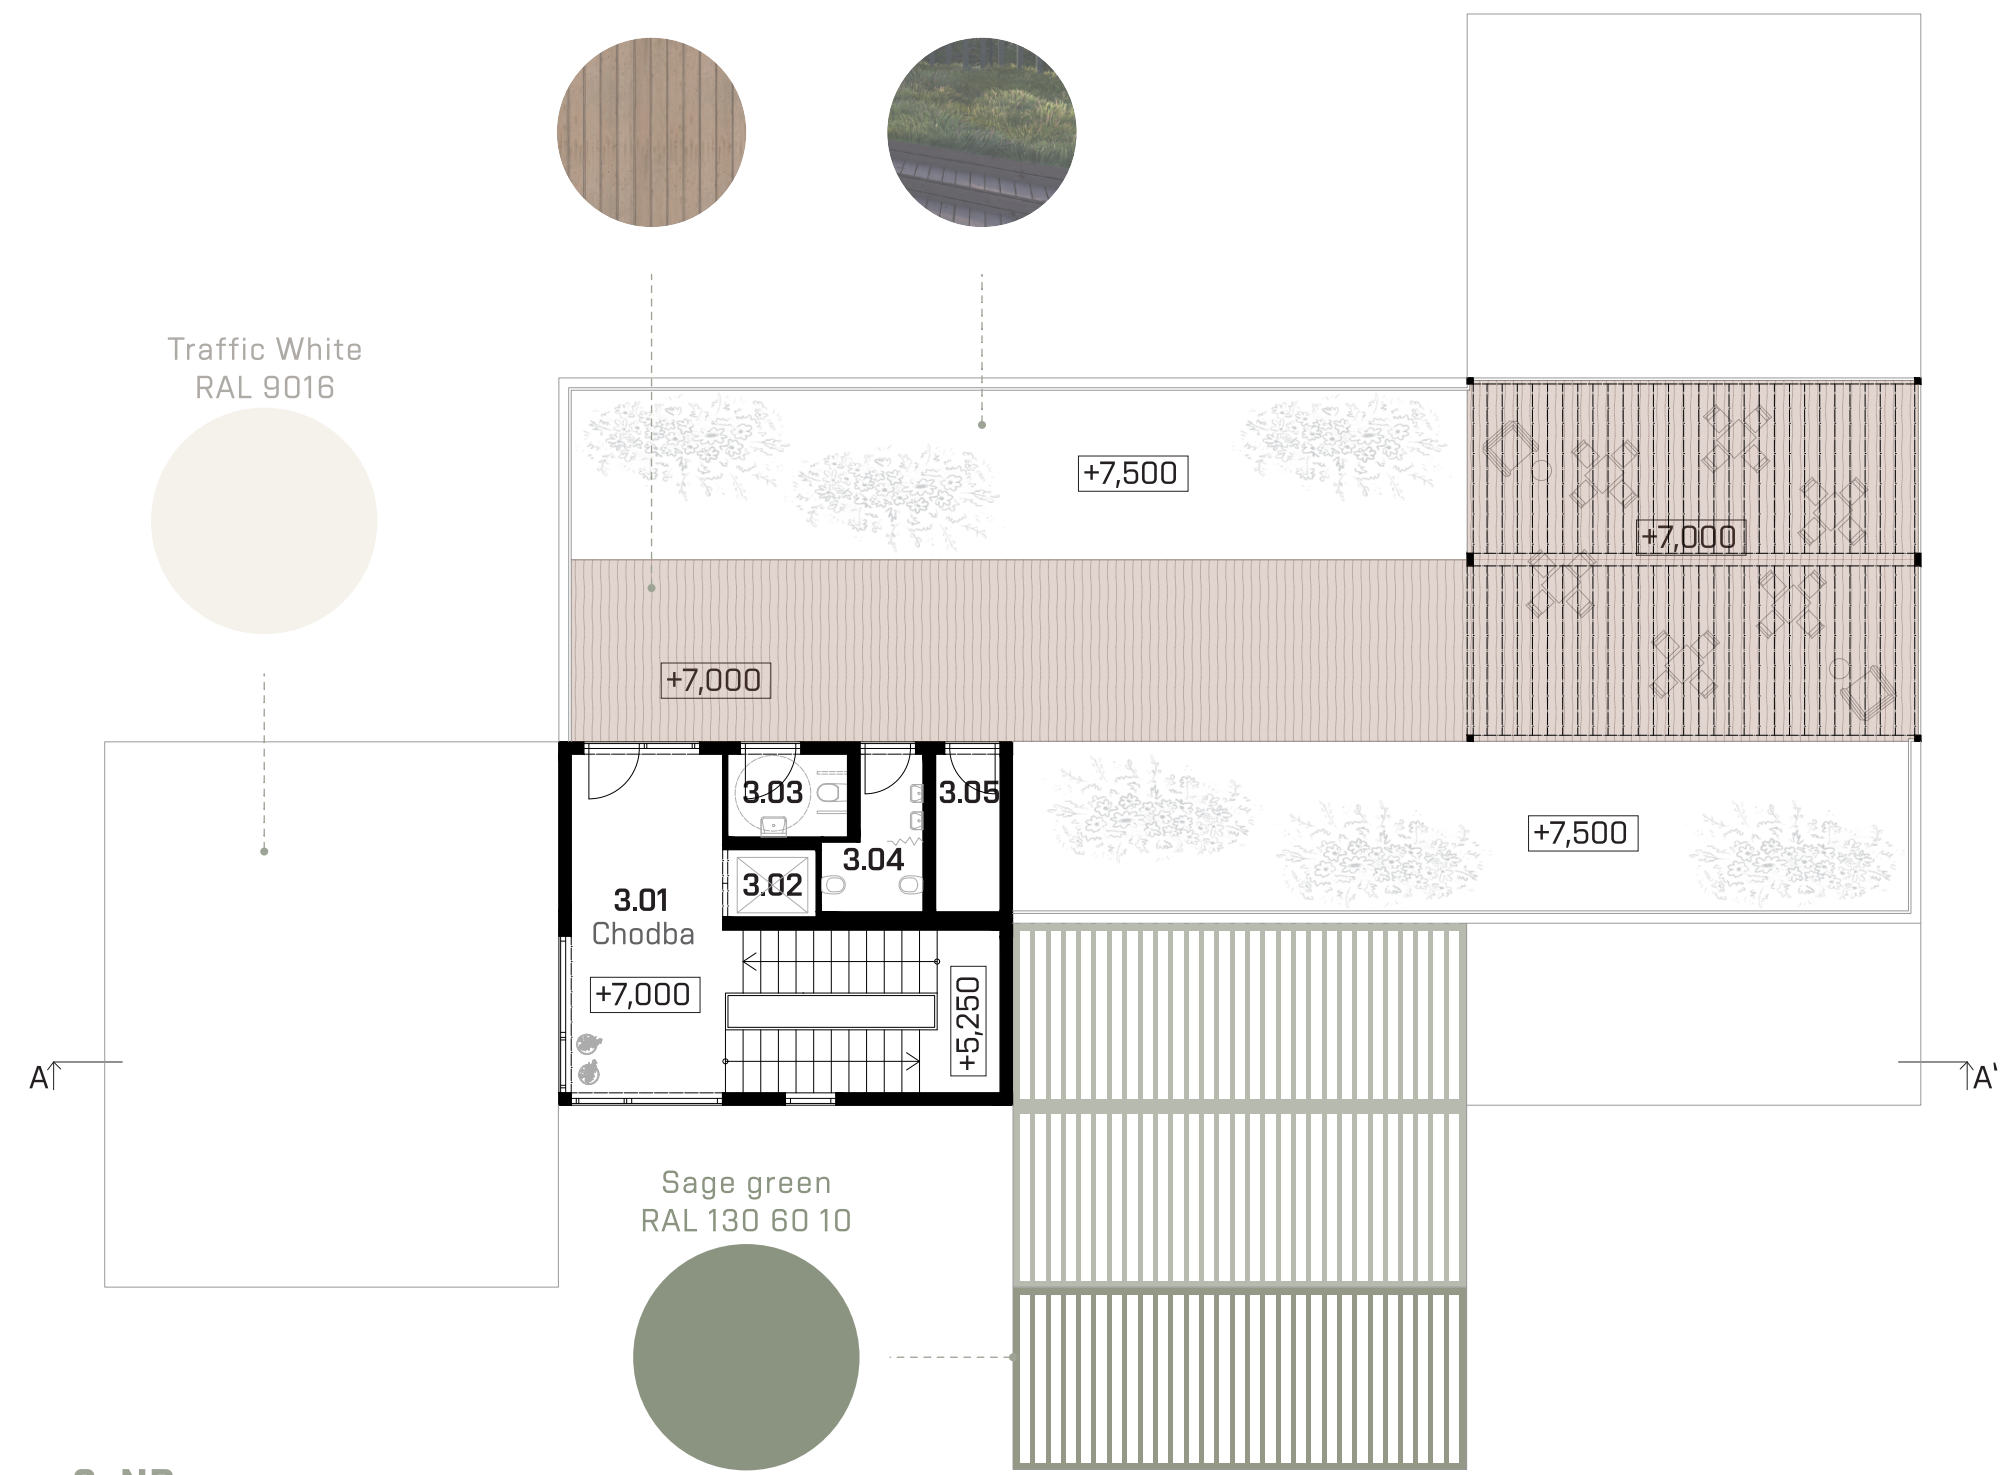 Traffic White
RAL 9016
+7,500
+7,000
+7,000
3.03
3.05
+7,500
3.04
3.02
3.01
Chodba
+7,000
+5,250
A
A'
Sage green
RAL 130 60 10